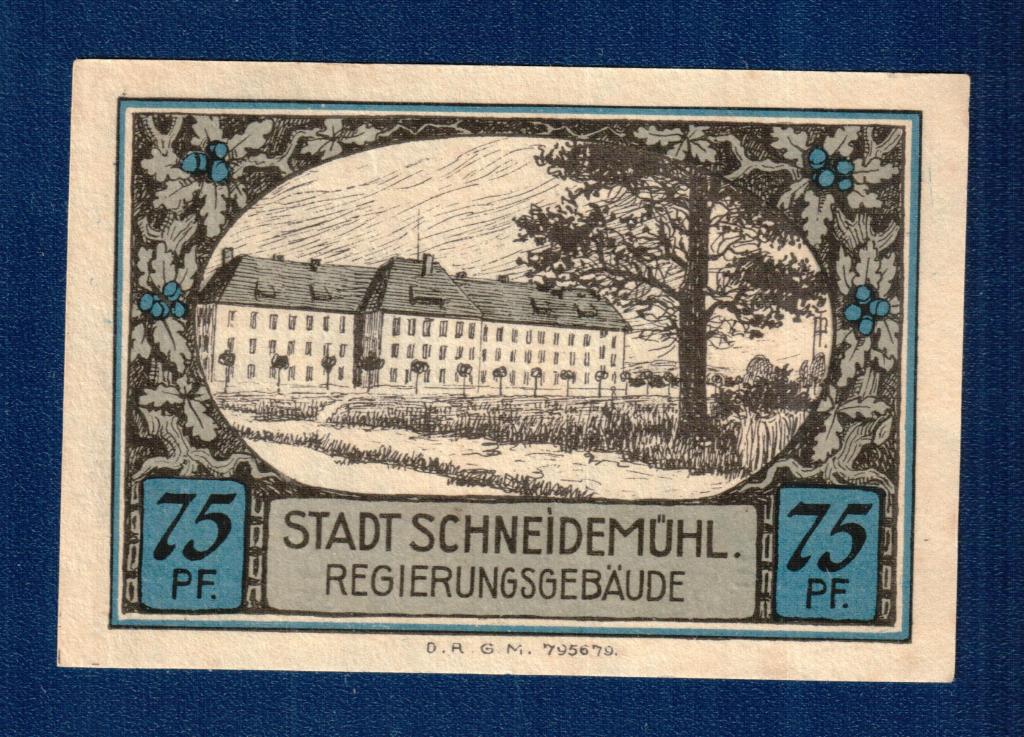 75
PF.
STADT SCHNEIDEMÜHL.
REGIERUNGSGEBÄUDE
75
PF.
D. R. G. M. 795679.